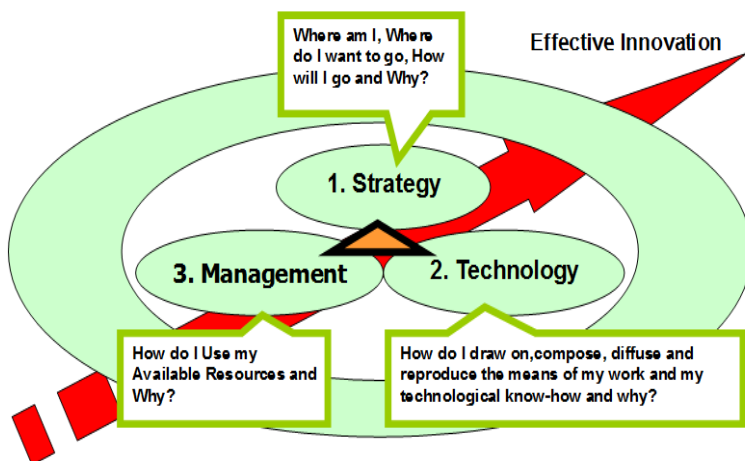 Where am I, Where
do I want to go, How
will I go and Why?
Effective Innovation
1. Strategy
3. Management
2. Technology
How do I Use my
Available Resources and
Why?
How do I draw on,compose, diffuse and
reproduce the means of my work and my
technological know-how and why?